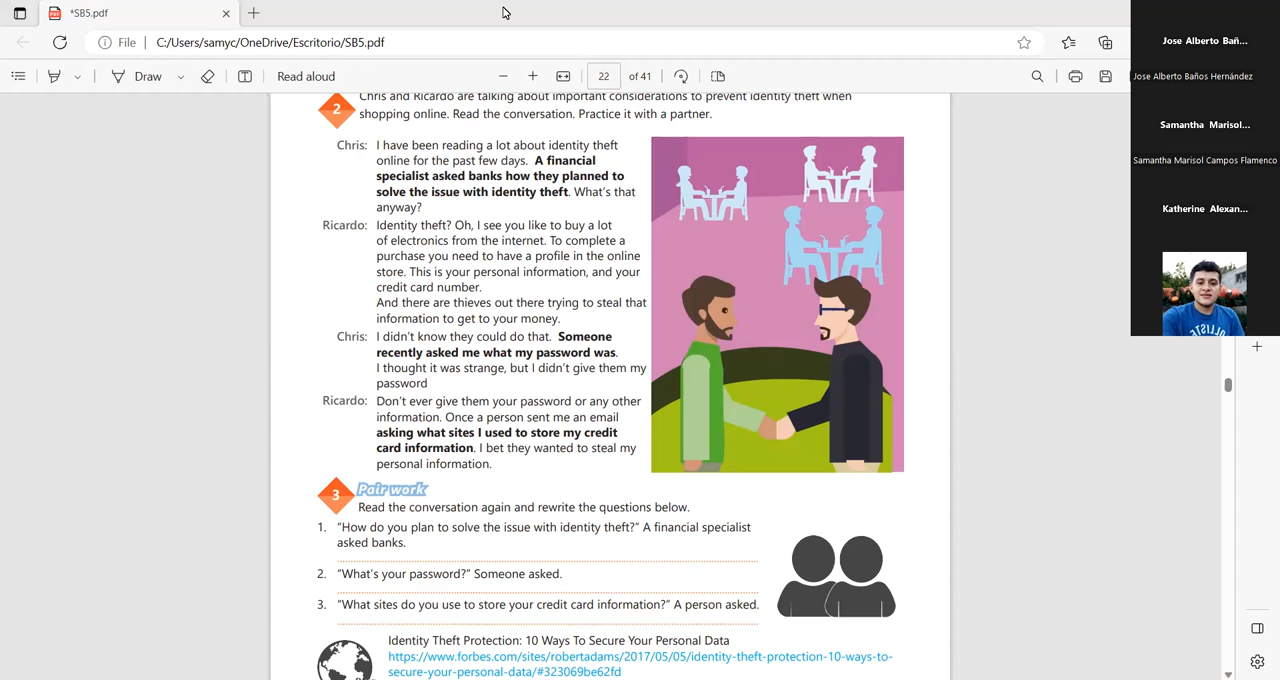 *SB5.pdf
File
C:/Users/samyc/OneDrive/Escritorio/SB5.pdf
Draw
Read aloud
22
of 41
2
Chris and Ricardo are talking about important considerations to prevent identity theft when
shopping online. Read the conversation. Practice it with a partner.
Chris: I have been reading a lot about identity theft
online for the past few days. A financial
specialist asked banks how they planned to
solve the issue with identity theft. What's that
anyway?
Ricardo: Identity theft? Oh, I see you like to buy a lot
of electronics from the internet. To complete a
purchase you need to have a profile in the online
store. This is your personal information, and your
credit card number.
And there are thieves out there trying to steal that
information to get to your money.
Chris: I didn't know they could do that. Someone
recently asked me what my password was.
I thought it was strange, but I didn't give them my
password
Ricardo: Don't ever give them your password or any other
information. Once a person sent me an email
asking what sites I used to store my credit
card information. I bet they wanted to steal my
personal information.
3 Pair work
Read the conversation again and rewrite the questions below.
1. "How do you plan to solve the issue with identity theft?" A financial specialist
asked banks.
2. "What's your password?" Someone asked.
3. "What sites do you use to store your credit card information?" A person asked.
Identity Theft Protection: 10 Ways To Secure Your Personal Data
https://www.forbes.com/sites/robertadams/2017/05/05/identity-theft-protection-10-ways-to-
secure-your-personal-data/#323069be62fd
Jose Alberto Bañ...
Jose Alberto Baños Hernández
Samantha Marisol...
Samantha Marisol Campos Flamenco
Katherine Alexan...